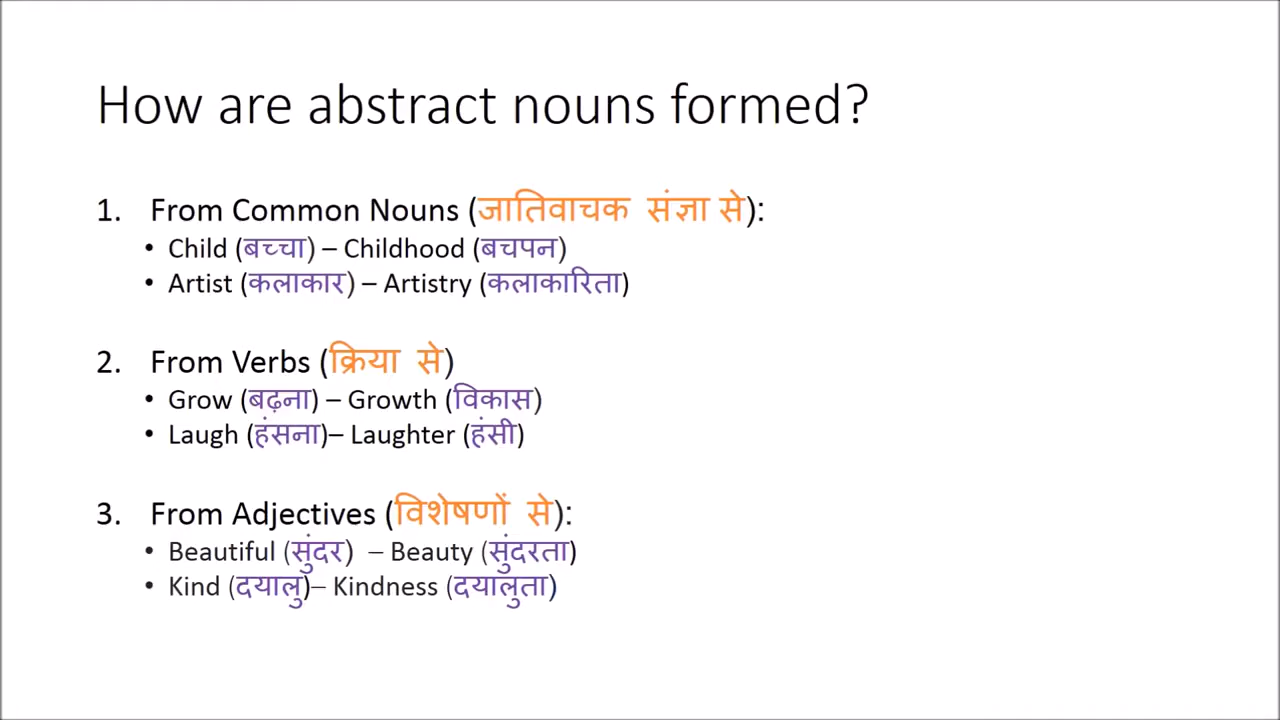 How are abstract nouns formed?
1. From Common Nouns (जातिवाचक संज्ञा से):
• Child (बच्चा) – Childhood (बचपन)
• Artist (कलाकार) – Artistry (कलाकारिता)
2. From Verbs (क्रिया से)
• Grow (बढ़ना) – Growth (विकास)
• Laugh (हंसना)– Laughter (हंसी)
3. From Adjectives (विशेषणों से):
• Beautiful (सुंदर) – Beauty (सुंदरता)
• Kind (दयालु)– Kindness (दयालुता)